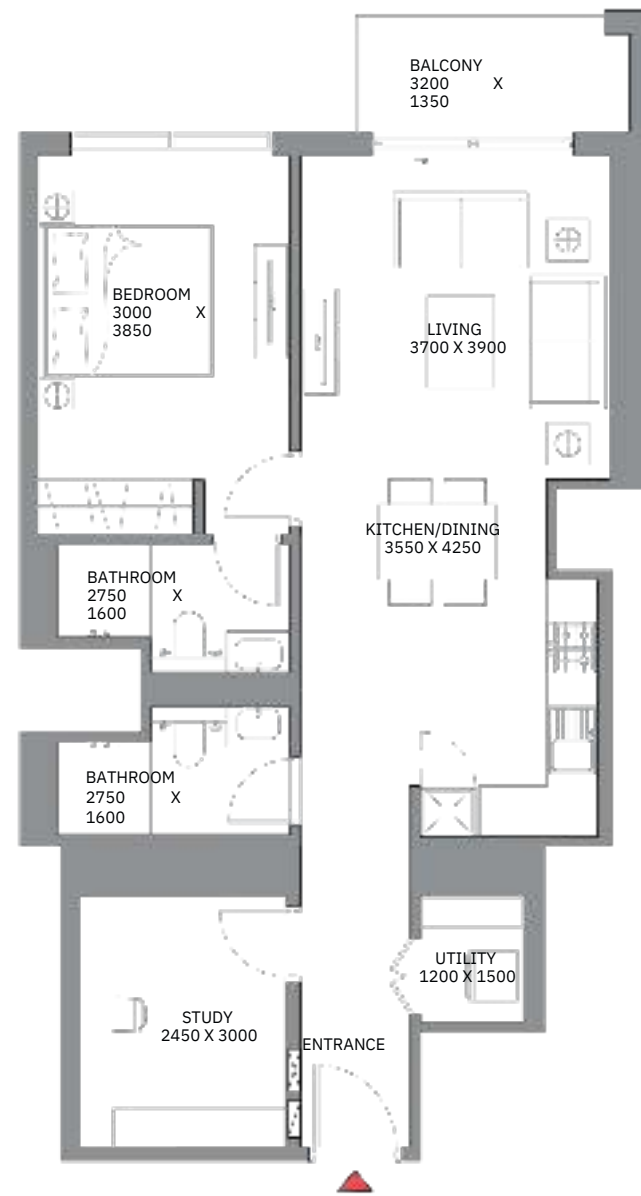 BALCONY
3200 X
1350
BEDROOM
3000 X
3850
LIVING
3700 X 3900
KITCHEN/DINING
3550 X 4250
BATHROOM
2750 X
1600
BATHROOM
2750 X
1600
UTILITY
1200 X 1500
STUDY
2450 X 3000
ENTRANCE